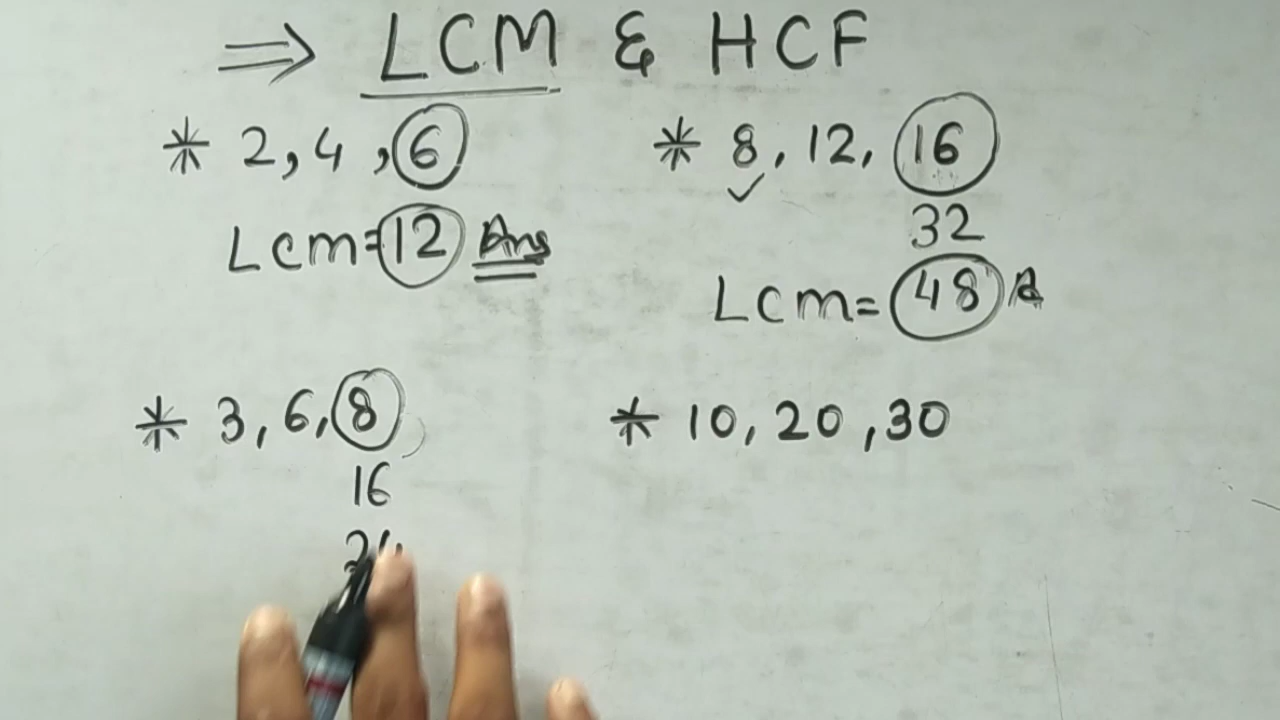 ⇒ LCM & HCF
* 2, 4, 6
Lcm=12 Ans
* 8, 12, 16
32
Lcm=48 A
* 3, 6, 8
16
24
* 10, 20, 30